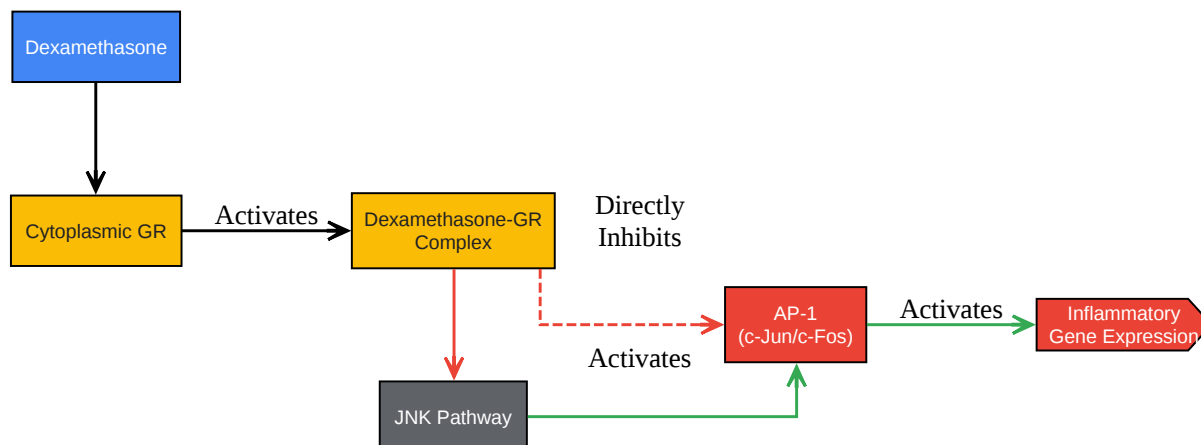 Dexamethasone
Cytoplasmic GR
Activates
Dexamethasone-GR
Complex
Directly
Inhibits
AP-1
(c-Jun/c-Fos)
Activates
Inflammatory
Gene Expression
Activates
JNK Pathway